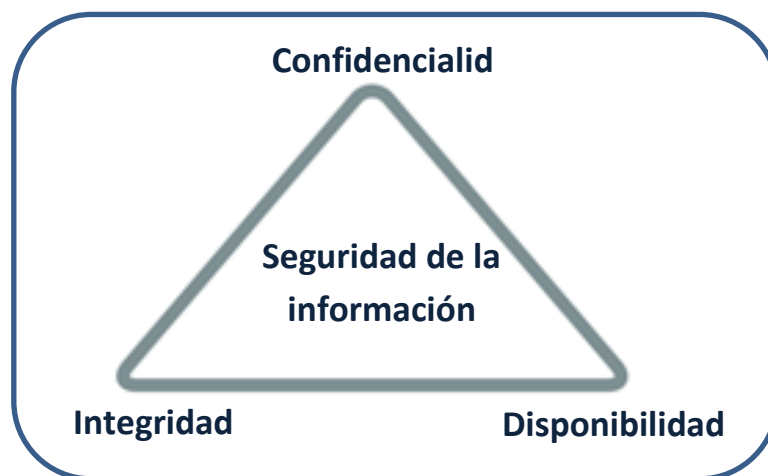 Confidencialid
Seguridad de la
información
Integridad
Disponibilidad